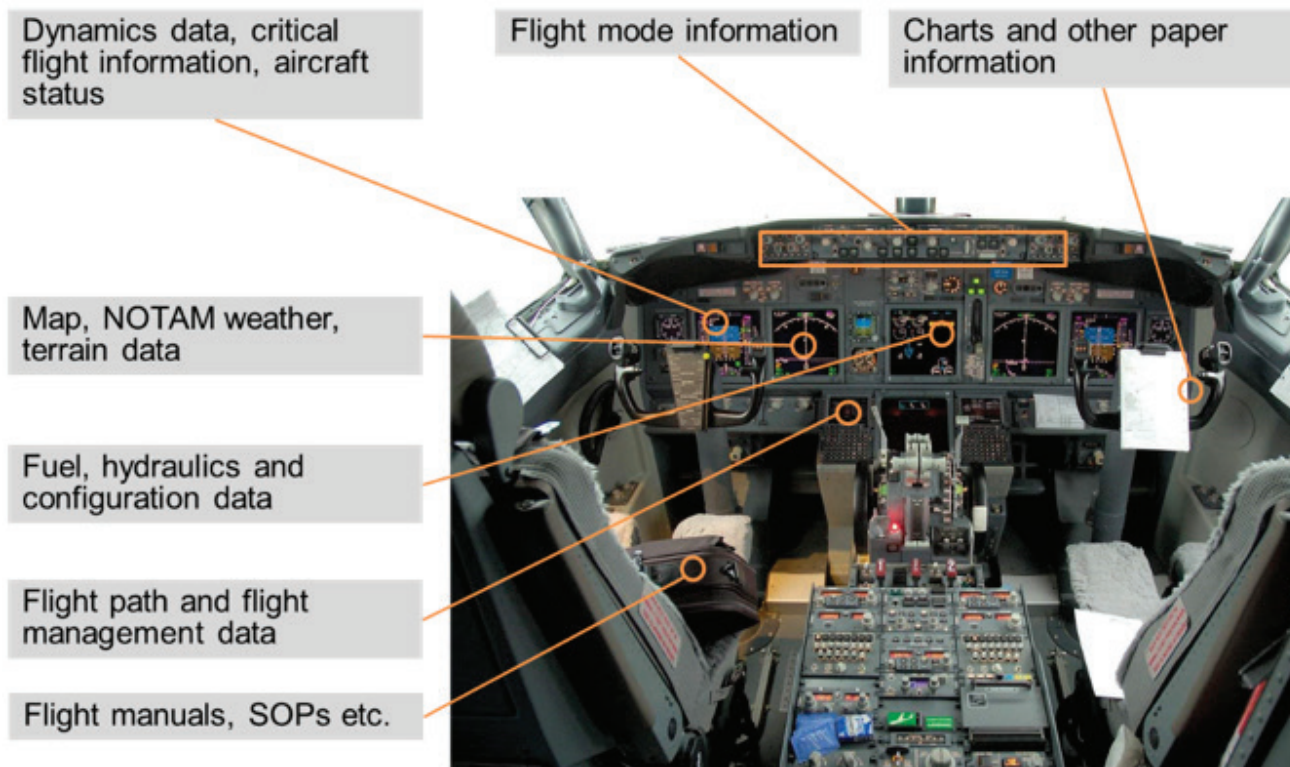 Dynamics data, critical
flight information, aircraft
status
Flight mode information
Charts and other paper
information
Map, NOTAM weather,
terrain data
Fuel, hydraulics and
configuration data
Flight path and flight
management data
Flight manuals, SOPs etc.